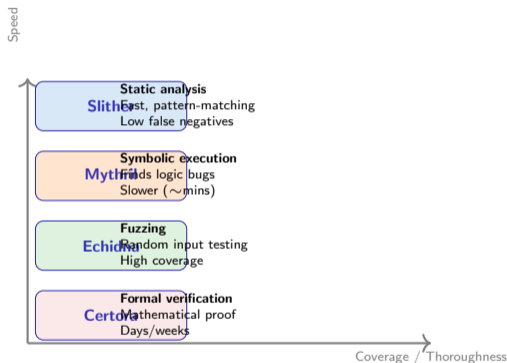 Speed
Slither
Static analysis
Fast, pattern-matching
Low false negatives
Mythril
Symbolic execution
Finds logic bugs
Slower (~mins)
Echidna
Fuzzing
Random input testing
High coverage
Certora
Formal verification
Mathematical proof
Days/weeks
Coverage / Thoroughness